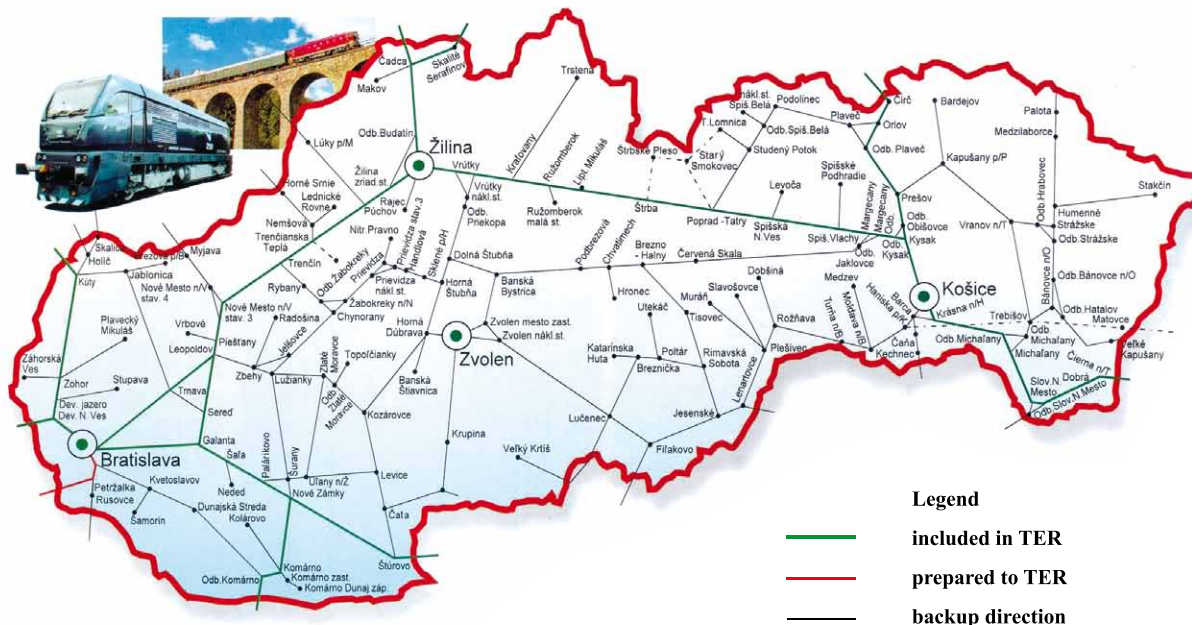 Skalité
Serafínov
Čadca
Makov
Trstena
Odb.Budatín
Lúky p/M
Žilina
Žilina
zriad.st.
Vrútky
Vrútky
nákl.st.
Odb.
Priekopa
Kraľovany
Ružomberok
Ružomberok
malá st.
Lipt.Mikuláš
Štrbské Pleso
Štrba
Starý
Smokovec
T.Lomnica
Studený Potok
nákl.st.
Spiš.Belá
Odb.Spiš.Belá
Podolínec
Plaveč
Čirč
Orlov
Odb. Plaveč
Bardejov
Kapušany p/P
Palota
Medzilaborce
Stakčín
Odb.Hrabovec
Humenné
Strážske
Odb.Strážske
Vranov n/T
Prešov
Odb.
Obišovce
Kysak
Odb.
Kysak
Margecany
Odb.
Margecany
Spišské
Podhradie
Levoča
Poprad -Tatry
Spišská
N.Ves
Spiš.Vlachy
Odb.
Jaklovce
Horné Srnie
Lednické
Rovne
Nemšová
Trenčianska
Teplá
Púchov
Rajec
Nitr Pravno
Prievidza stav.3
Handlová
Sklené p/H
Prievidza
Prievidza
nákl.st.
Odb.Žabokreky
Žabokreky n/N
Chynorany
Trenčín
Rybany
Dolná Štubňa
Horná
Štubňa
Banská
Bystrica
Podbrezová
Chvatimech
Brezno
-Halny
Červená Skala
Hronec
Skalica
Holíč
Brezová p/B
Myjava
Jablonica
Kúty
Nové Mesto n/V
stav. 4
Nové Mesto n/V
stav. 3
Plavecký
Mikuláš
Vrbové
Piešťany
Leopoldov
Radošina
Jelšovce
Zbehy
Lužianky
Zlaté
Moravce
Odb.
Zlaté
Moravce
Topoľčianky
Horná
Dúbrava
Banská
Štiavnica
Kozárovce
Zvolen
Zvolen mesto zast.
Zvolen nákl.st.
Dobšiná
Slavošovce
Muráň
Tisovec
Utekáč
Katarinska
Huta
Breznička
Poltár
Rimavská
Sobota
Rožňava
Plešivec
Lenartovce
Jesenské
Lučenec
Fiľakovo
Veľký Krtíš
Krupina
Medzev
Moldava n/B
Turňa n/B
Haniska p/K
Barca
Košice
Krásna n/H
Čaňa
Kechnec
Trebišov
Bánovce n/O
Odb.Bánovce n/O
Odb.Hatalov
Matovce
Veľké
Kapušany
Odb.
Michaľany
Odb.Michaľany
Čierna n/T
Dobrá
Slov.N.
Mesto
Odb.Slov.N.Mesto
Záhorská
Ves
Zohor
Stupava
Dev. jazero
Dev. N. Ves
Trnava
Sereď
Galanta
Šaľa
Neded
Bratislava
Petržalka
Rusovce
Kvetoslavov
Šamorín
Dunajská Streda
Kolárovo
Palárikovo
Šurany
Uľany n/Ž
Nové Zámky
Levice
Čata
Štúrovo
Komárno
Odb.Komárno
Komárno zast.
Komárno Dunaj záp.
Legend
included in TER
prepared to TER
backup direction